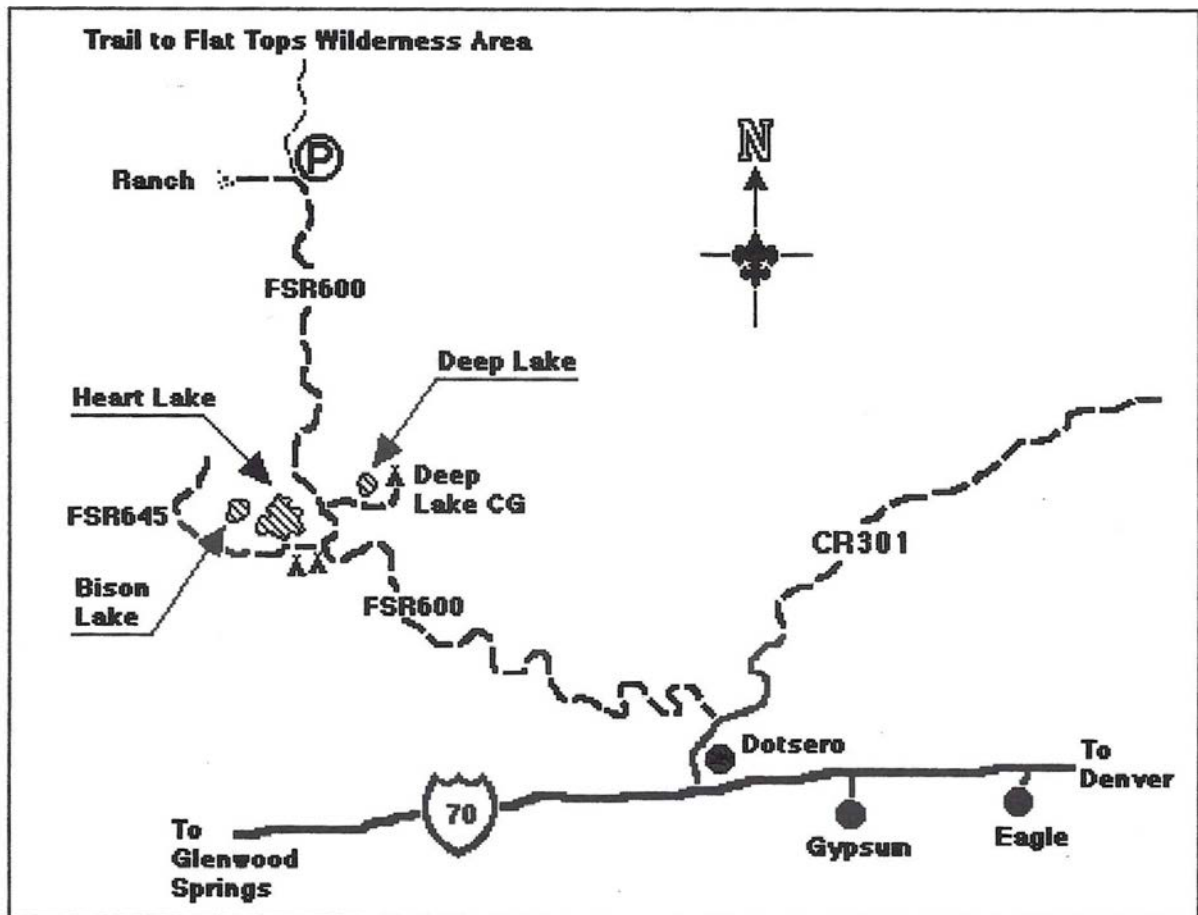 Trail to Flat Tops Wilderness Area
N
P
Ranch
FSR600
Deep Lake
Heart Lake
Deep
Lake CG
FSR645
CR301
Bison
Lake
FSR600
Dotsero
To
Denver
70
To
Glenwood
Springs
Gypsum
Eagle